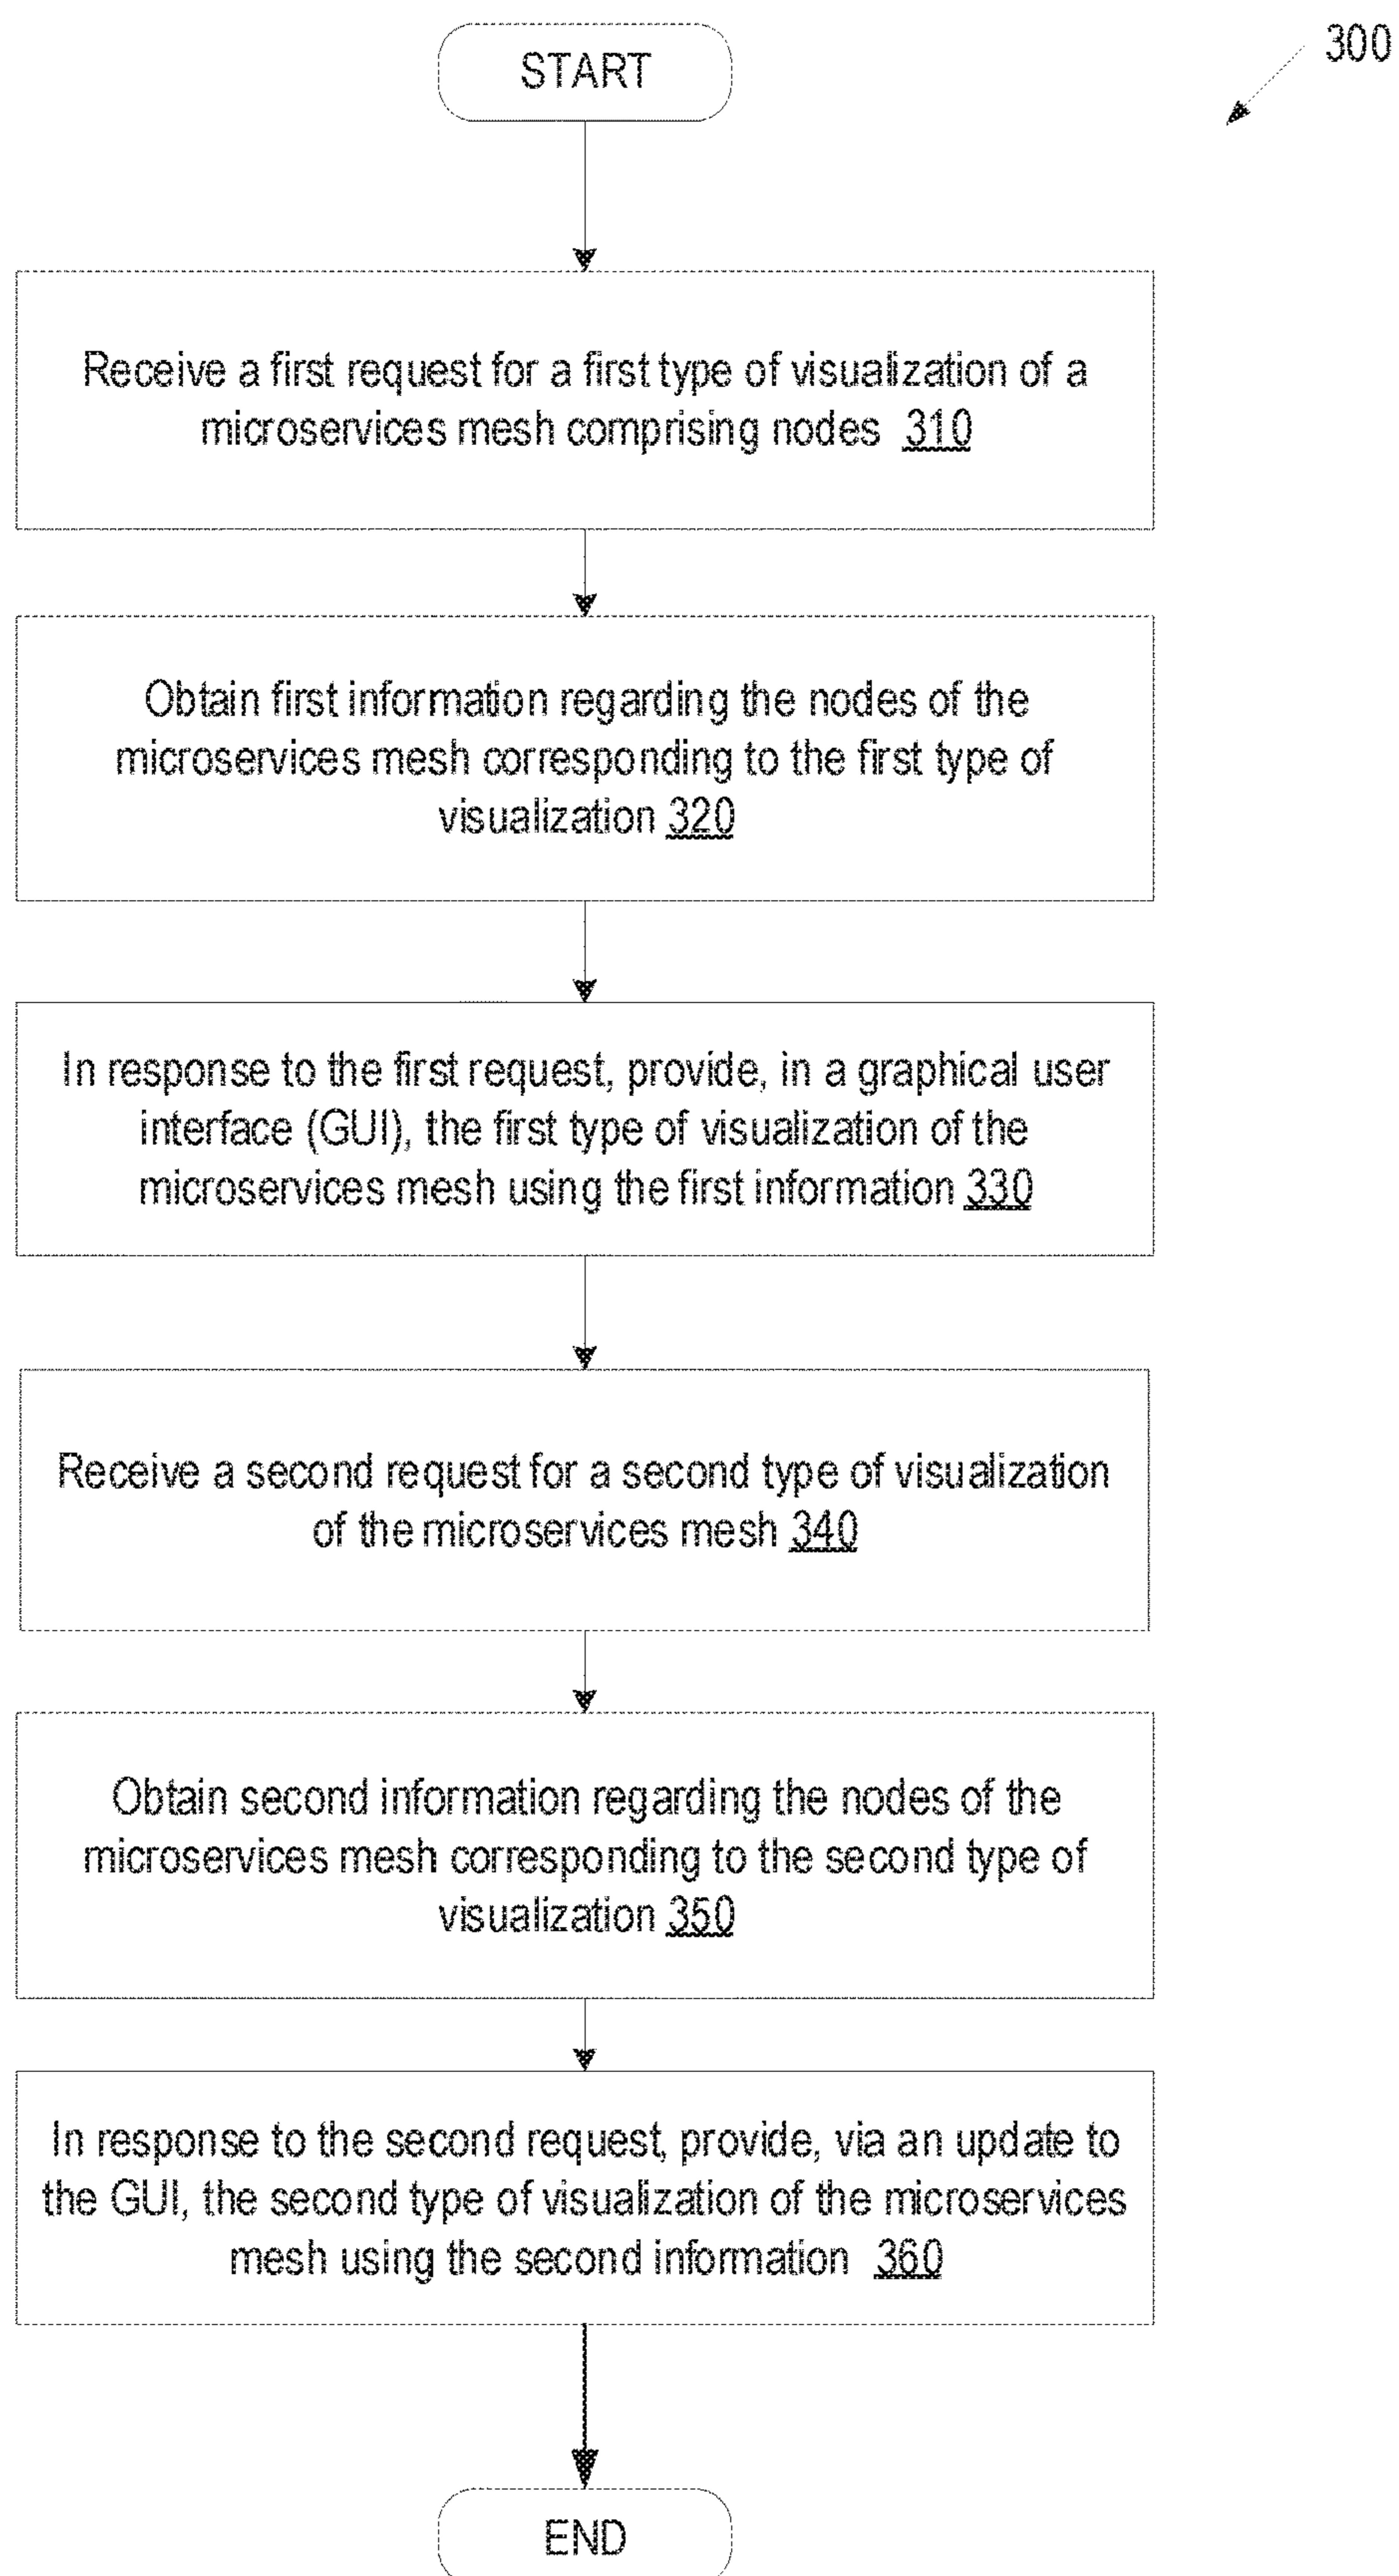 START
300
Receive a first request for a first type of visualization of a
microservices mesh comprising nodes 310
Obtain first information regarding the nodes of the
microservices mesh corresponding to the first type of
visualization 320
In response to the first request, provide, in a graphical user
interface (GUI), the first type of visualization of the
microservices mesh using the first information 330
Receive a second request for a second type of visualization
of the microservices mesh 340
Obtain second information regarding the nodes of the
microservices mesh corresponding to the second type of
visualization 350
In response to the second request, provide, via an update to
the GUI, the second type of visualization of the microservices
mesh using the second information 360
END